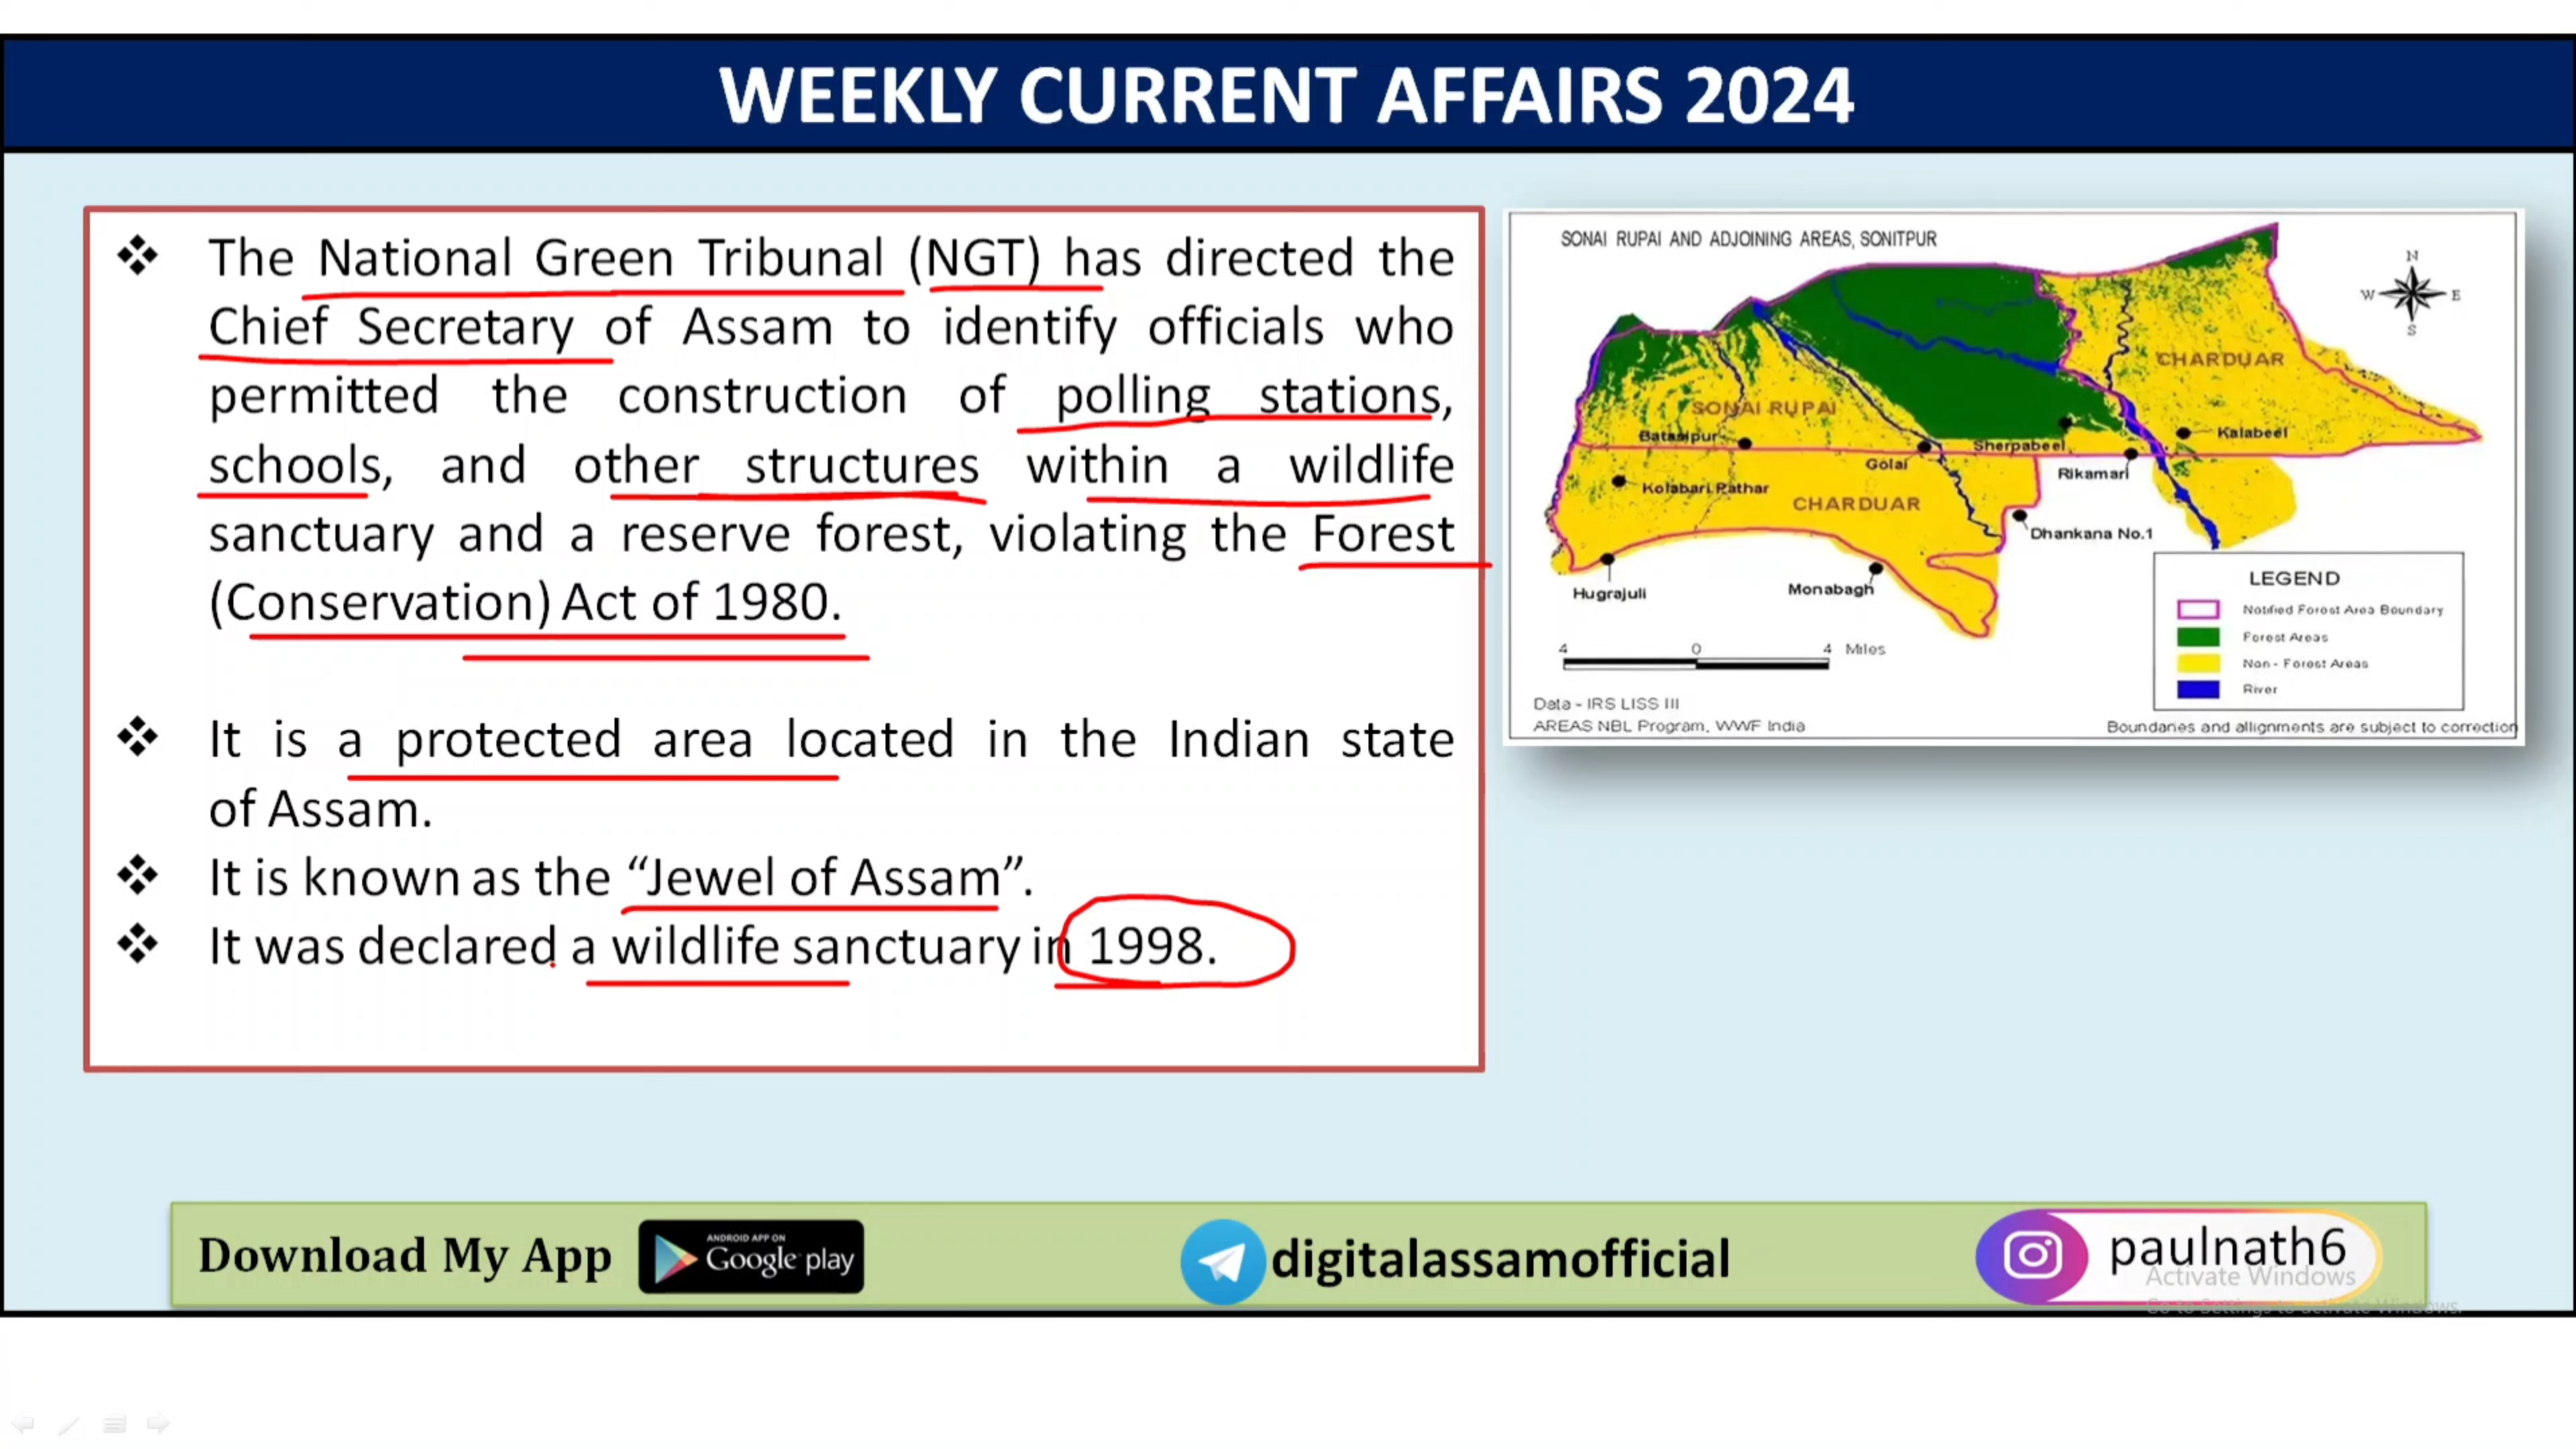 WEEKLY CURRENT AFFAIRS 2024
❖ The National Green Tribunal (NGT) has directed the
Chief Secretary of Assam to identify officials who
permitted the construction of polling stations,
schools, and other structures within a wildlife
sanctuary and a reserve forest, violating the Forest
(Conservation) Act of 1980.
❖ It is a protected area located in the Indian state
of Assam.
❖ It is known as the “Jewel of Assam”.
❖ It was declared a wildlife sanctuary in 1998.
SONAI RUPAI AND ADJOINING AREAS, SONITPUR
N
W E
S
CHARDUAR
SONAI RUPAI
Batasipur
Sherpabeel
Kalabeel
Golai
Rikamari
Kolabari Pathar
CHARDUAR
Dhankana No.1
Hugrajuli
Monabagh
LEGEND
Notified Forest Area Boundary
Forest Areas
Non - Forest Areas
River
4 0 4 Miles
Data - IRS LISS III
AREAS NBL Program, WWF India
Boundaries and allignments are subject to correction
Download My App
ANDROID APP ON
Google play
digitalassamofficial
paulnath6
Activate Windows
Go to Settings to activate Windows.